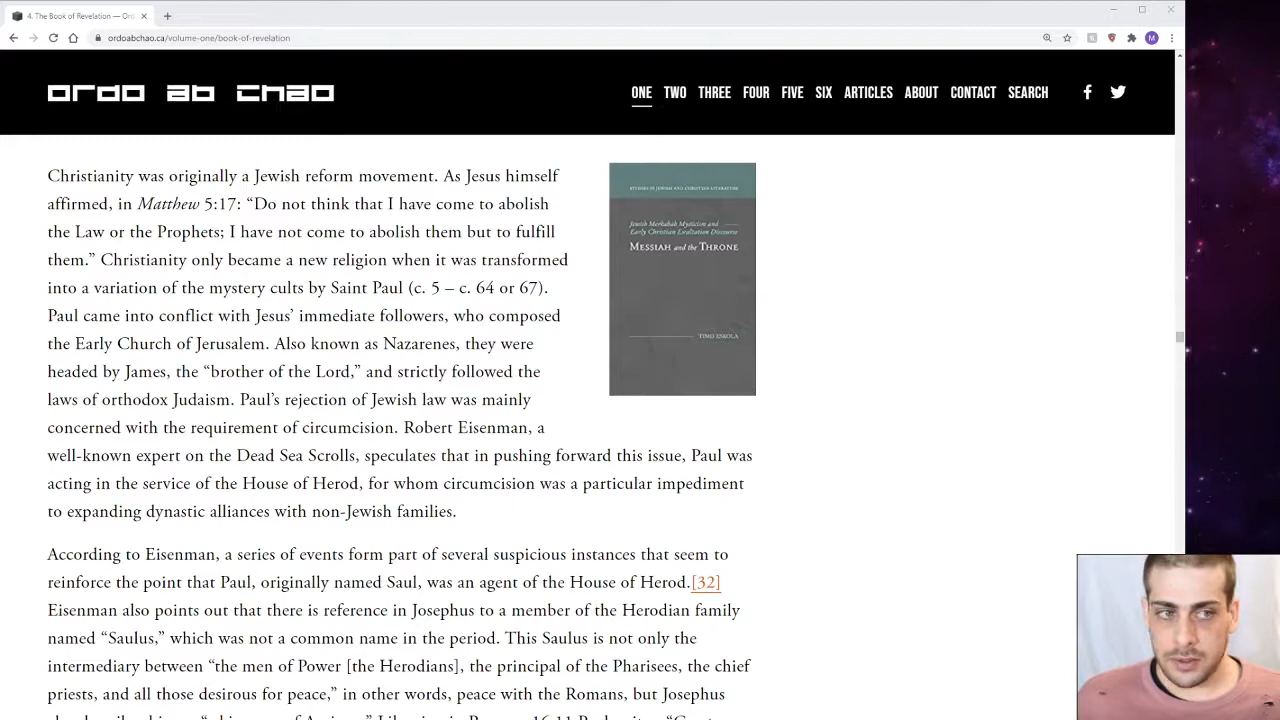 4. The Book of Revelation — Ord
ordoabchao.ca/volume-one/book-of-revelation
M
ordo ab chao
ONE TWO THREE FOUR FIVE SIX ARTICLES ABOUT CONTACT SEARCH
Christianity was originally a Jewish reform movement. As Jesus himself
affirmed, in Matthew 5:17: “Do not think that I have come to abolish
the Law or the Prophets; I have not come to abolish them but to fulfill
them.” Christianity only became a new religion when it was transformed
into a variation of the mystery cults by Saint Paul (c. 5 – c. 64 or 67).
Paul came into conflict with Jesus’ immediate followers, who composed
the Early Church of Jerusalem. Also known as Nazarenes, they were
headed by James, the “brother of the Lord,” and strictly followed the
laws of orthodox Judaism. Paul’s rejection of Jewish law was mainly
concerned with the requirement of circumcision. Robert Eisenman, a
well-known expert on the Dead Sea Scrolls, speculates that in pushing forward this issue, Paul was
acting in the service of the House of Herod, for whom circumcision was a particular impediment
to expanding dynastic alliances with non-Jewish families.
STUDIES IN JEWISH AND CHRISTIAN LITERATURE
Jewish Merkabah Mysticism and
Early Christian Exaltation Discourse
MESSIAH and the THRONE
TIMO ESKOLA
According to Eisenman, a series of events form part of several suspicious instances that seem to
reinforce the point that Paul, originally named Saul, was an agent of the House of Herod.[32]
Eisenman also points out that there is reference in Josephus to a member of the Herodian family
named “Saulus,” which was not a common name in the period. This Saulus is not only the
intermediary between “the men of Power [the Herodians], the principal of the Pharisees, the chief
priests, and all those desirous for peace,” in other words, peace with the Romans, but Josephus